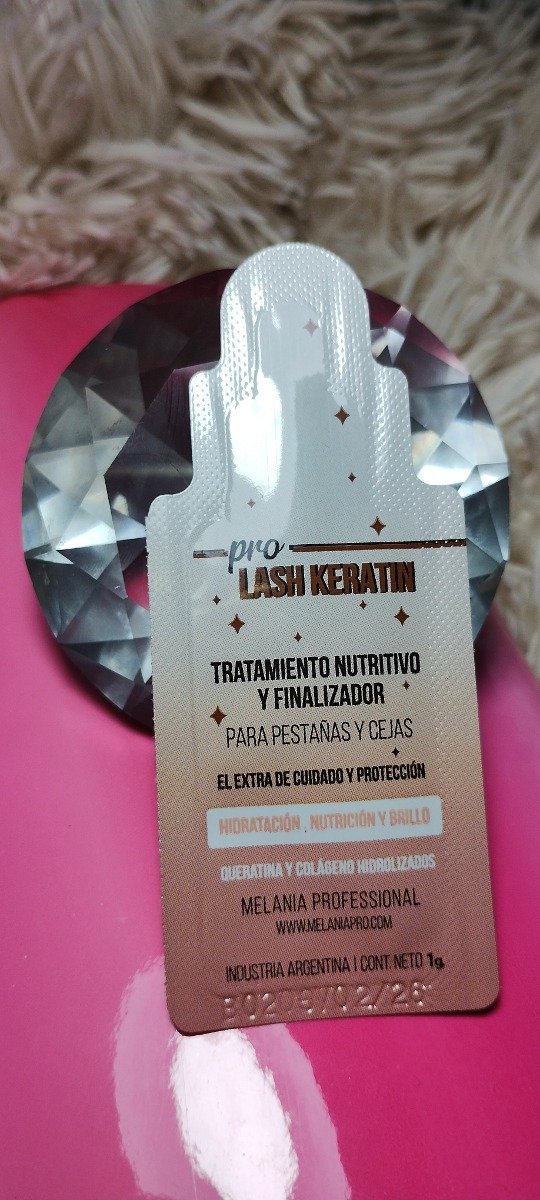 pro
LASH KERATIN
TRATAMIENTO NUTRITIVO
Y FINALIZADOR
PARA PESTAÑAS Y CEJAS
EL EXTRA DE CUIDADO Y PROTECCIÓN
HIDRATACIÓN , NUTRICIÓN Y BRILLO
QUERATINA Y COLÁGENO HIDROLIZADOS
MELANIA PROFESSIONAL
WWW.MELANIAPRO.COM
INDUSTRIA ARGENTINA | CONT. NETO 1g.